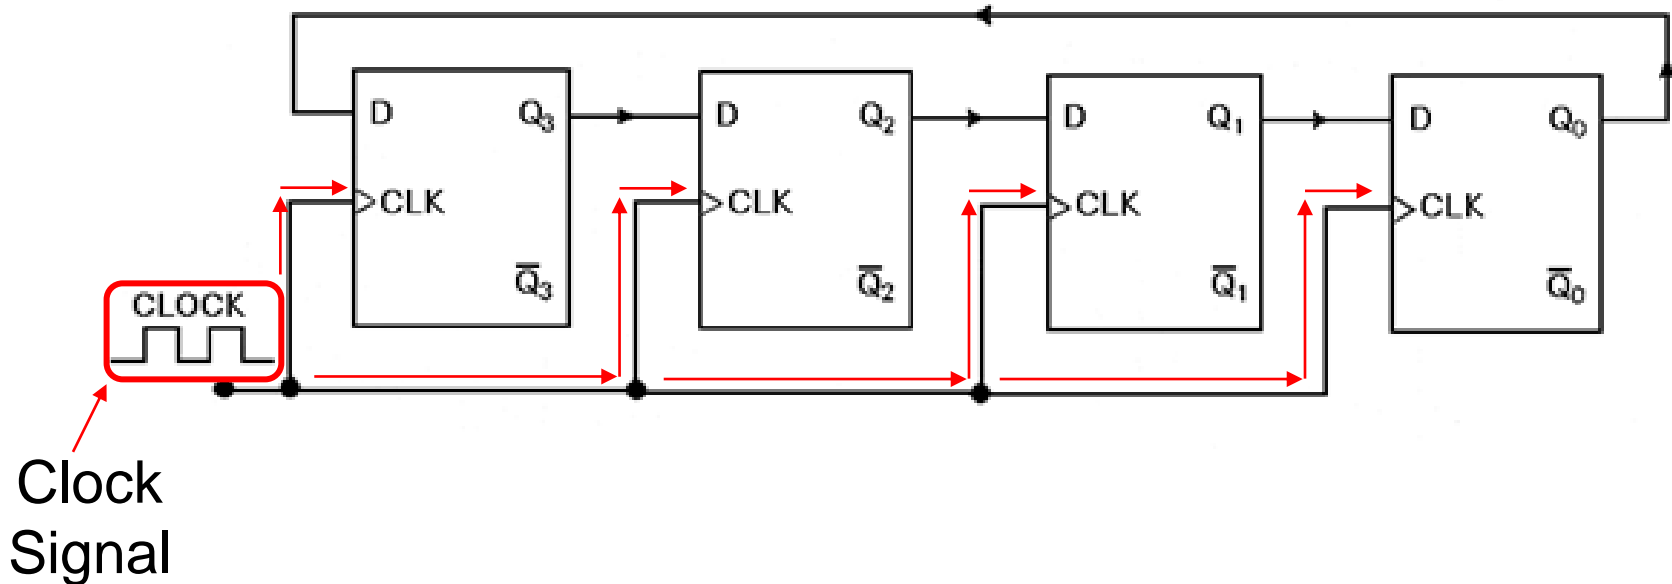 D Q₃ D Q₂ D Q₁ D Q₀
CLK CLK CLK CLK
Q̅₃ Q̅₂ Q̅₁ Q̅₀
CLOCK
Clock
Signal